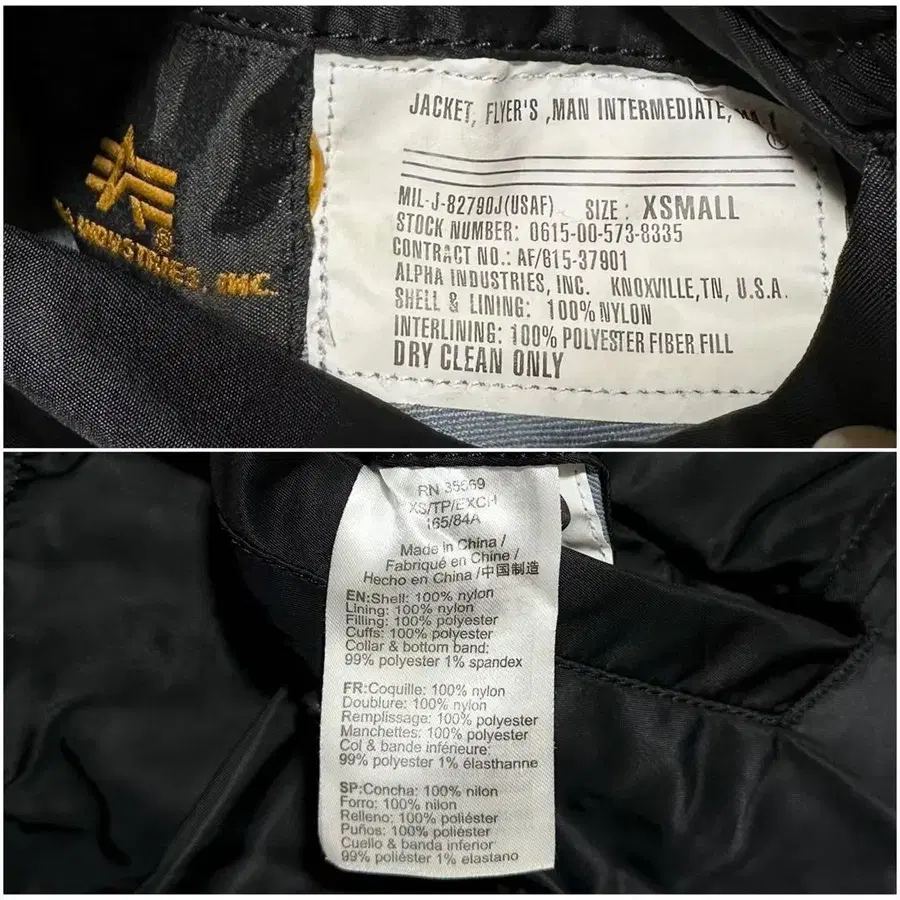 INDUSTRIES, INC.
JACKET, FLYER'S ,MAN INTERMEDIATE,
®
MIL-J-82790J(USAF) SIZE: XSMALL
STOCK NUMBER: 0615-00-573-8335
CONTRACT NO.: AF/615-37901
ALPHA INDUSTRIES, INC. KNOXVILLE,TN, U.S.A.
SHELL & LINING: 100% NYLON
INTERLINING: 100% POLYESTER FIBER FILL
DRY CLEAN ONLY
RN 35669
XS/TP/EXCH
165/84A
Made in China /
Fabriqué en Chine /
Hecho en China /中国制造
EN:Shell: 100% nylon
Lining: 100% nylon
Filling: 100% polyester
Cuffs: 100% polyester
Collar & bottom band:
99% polyester 1% spandex
FR:Coquille: 100% nylon
Doublure: 100% nylon
Remplissage: 100% polyester
Manchettes: 100% polyester
Col & bande inférieure:
99% polyester 1% élasthanne
SP:Concha: 100% nilon
Forro: 100% nilon
Relleno: 100% poliéster
Puños: 100% poliéster
Cuello & banda inferior
99% poliéster 1% elastano